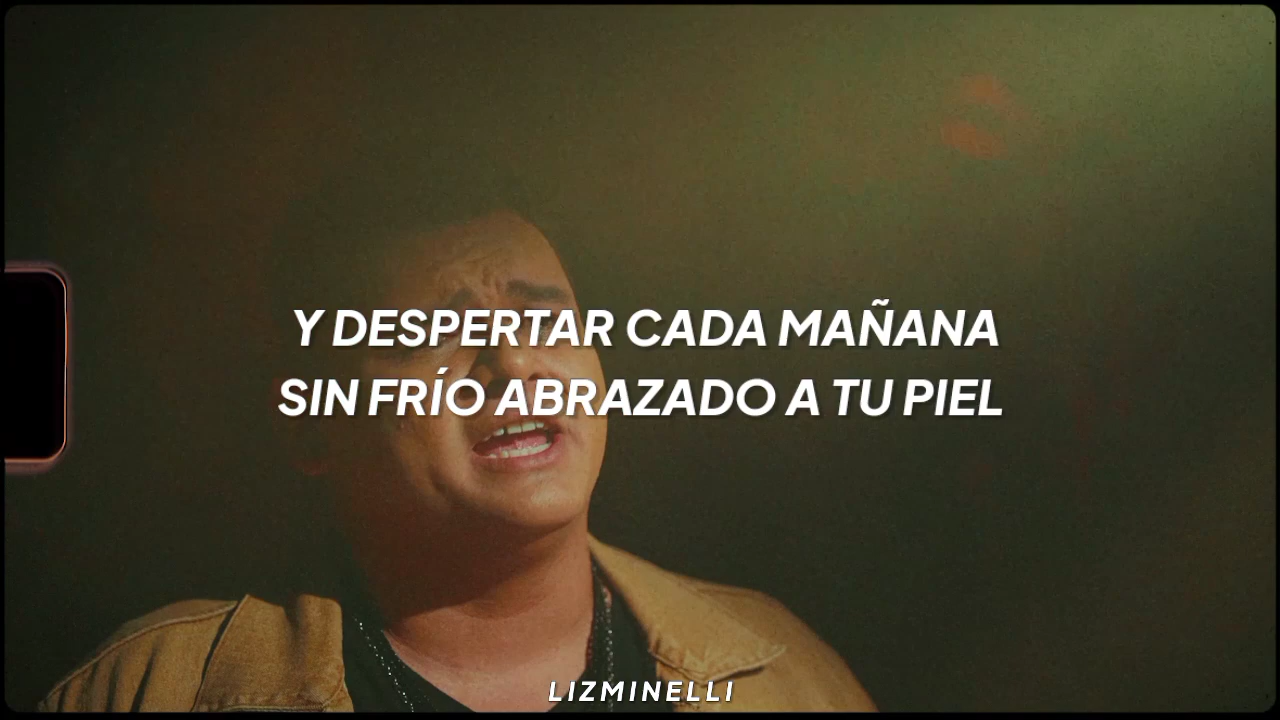 Y DESPERTAR CADA MAÑANA
SIN FRÍO ABRAZADO A TU PIEL
LIZMINELLI